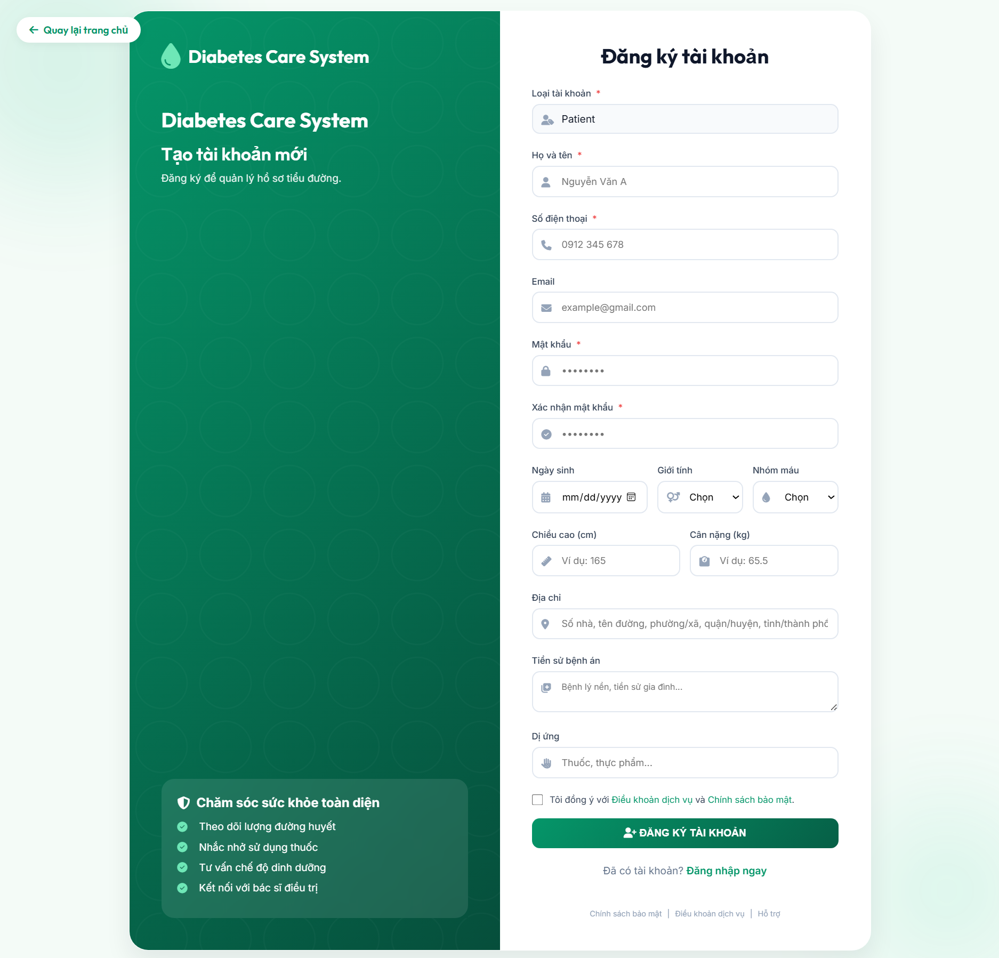 Quay lại trang chủ
Diabetes Care System
Diabetes Care System
Tạo tài khoản mới
Đăng ký để quản lý hồ sơ tiểu đường.
Chăm sóc sức khỏe toàn diện
Theo dõi lượng đường huyết
Nhắc nhở sử dụng thuốc
Tư vấn chế độ dinh dưỡng
Kết nối với bác sĩ điều trị
Đăng ký tài khoản
Loại tài khoản *
Patient
Họ và tên *
Nguyễn Văn A
Số điện thoại *
0912 345 678
Email
example@gmail.com
Mật khẩu *
••••••••
Xác nhận mật khẩu *
••••••••
Ngày sinh Giới tính Nhóm máu
mm/dd/yyyy Chọn Chọn
Chiều cao (cm) Cân nặng (kg)
Ví dụ: 165 Ví dụ: 65.5
Địa chỉ
Số nhà, tên đường, phường/xã, quận/huyện, tỉnh/thành phố
Tiền sử bệnh án
Bệnh lý nền, tiền sử gia đình...
Dị ứng
Thuốc, thực phẩm...
Tôi đồng ý với Điều khoản dịch vụ và Chính sách bảo mật.
ĐĂNG KÝ TÀI KHOẢN
Đã có tài khoản? Đăng nhập ngay
Chính sách bảo mật | Điều khoản dịch vụ | Hỗ trợ